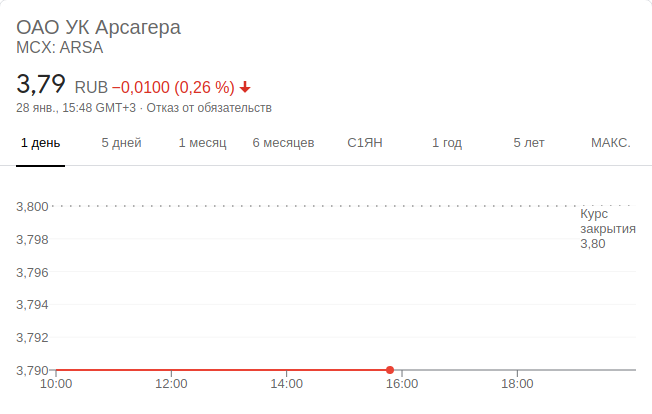 ОАО УК Арсагера
MCX: ARSA
3,79 RUB −0,0100 (0,26 %)
28 янв., 15:48 GMT+3 · Отказ от обязательств
1 день 5 дней 1 месяц 6 месяцев С1ЯН 1 год 5 лет МАКС.
3,800
Курс
закрытия
3,80
3,798
3,796
3,794
3,792
3,790
10:00 12:00 14:00 16:00 18:00